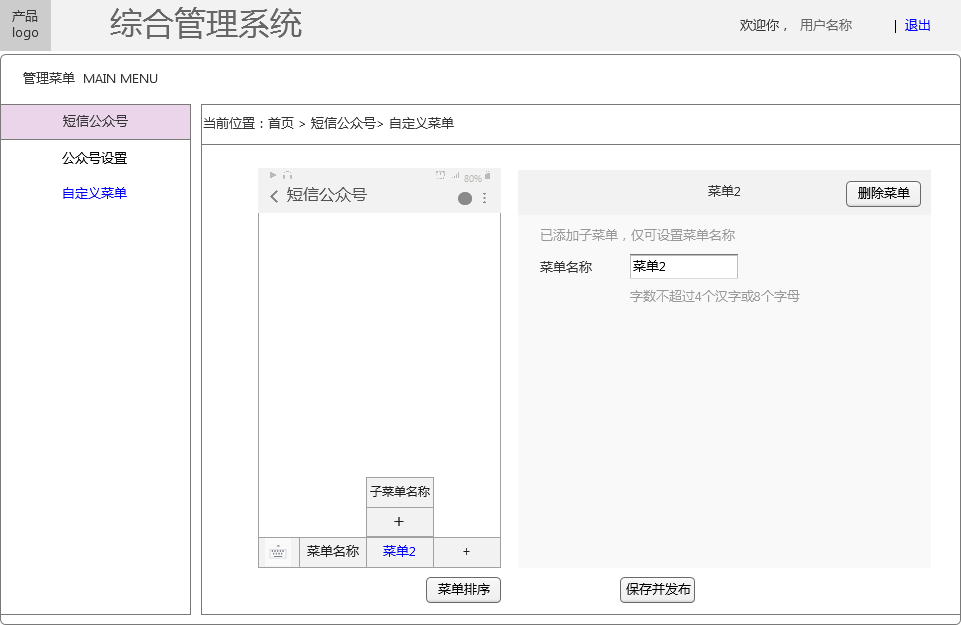 产品
logo
综合管理系统
欢迎你， 用户名称 | 退出
管理菜单 MAIN MENU
短信公众号
公众号设置
自定义菜单
当前位置：首页 > 短信公众号> 自定义菜单
80%
短信公众号
子菜单名称
+
菜单名称 菜单2 +
菜单排序
菜单2 删除菜单
已添加子菜单，仅可设置菜单名称
菜单名称 菜单2
字数不超过4个汉字或8个字母
保存并发布